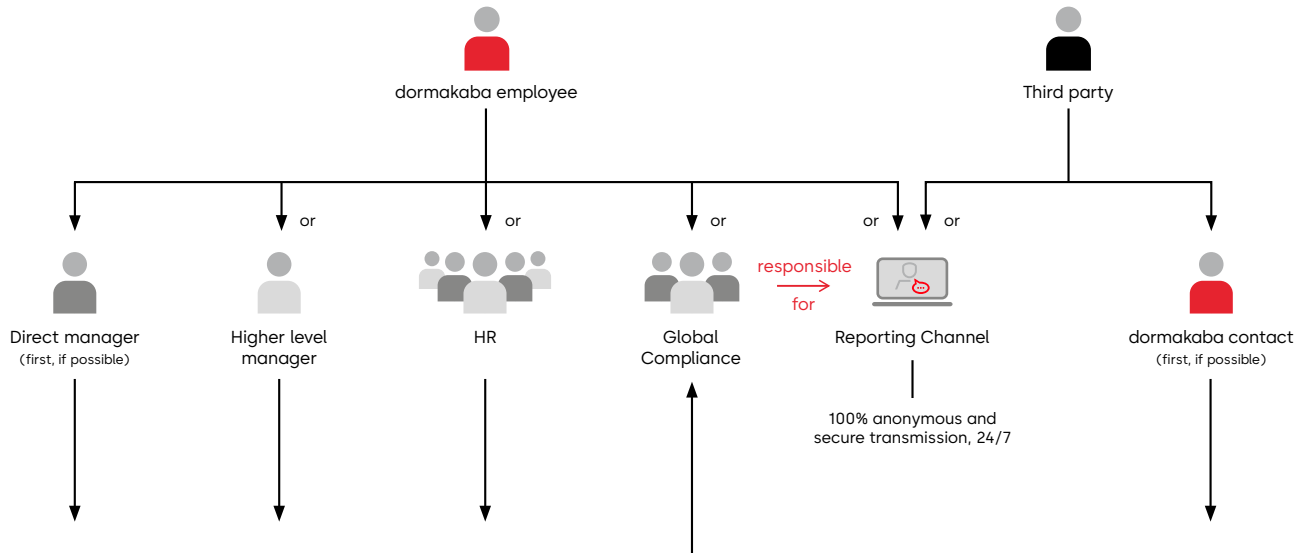 dormakaba employee
Third party
or
or
or
or
or
responsible
for
Direct manager
(first, if possible)
Higher level
manager
HR
Global
Compliance
Reporting Channel
dormakaba contact
(first, if possible)
100% anonymous and
secure transmission, 24/7